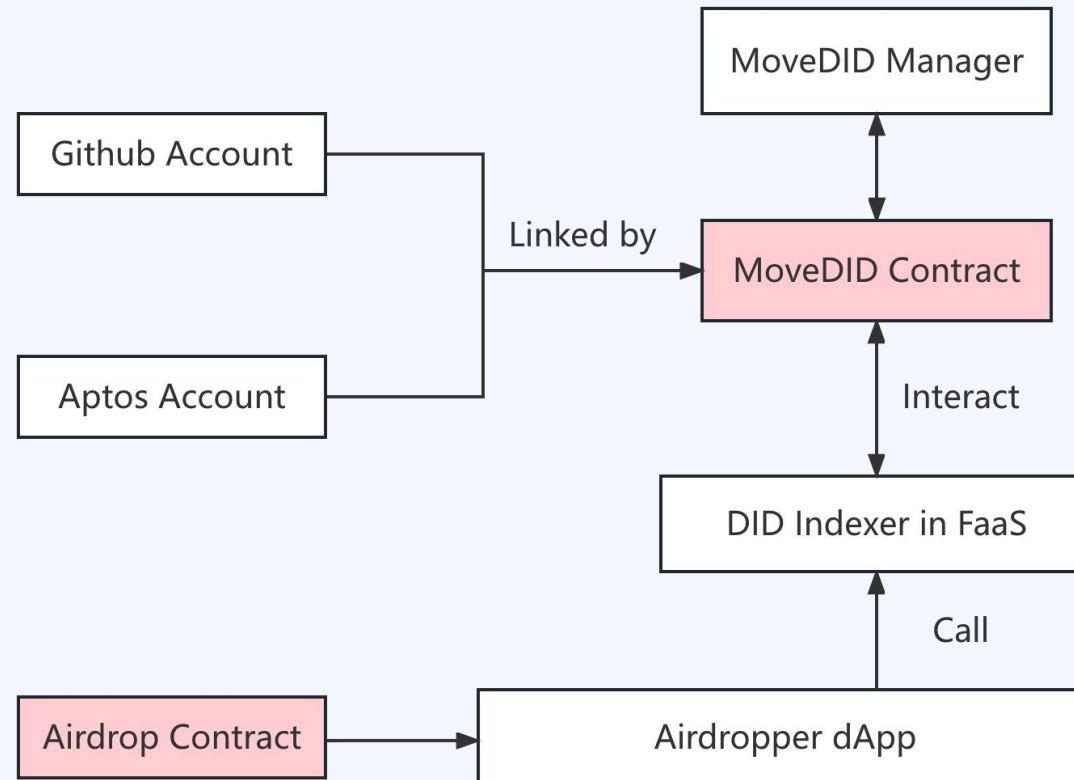 MoveDID Manager
Github Account
Linked by
MoveDID Contract
Aptos Account
Interact
DID Indexer in FaaS
Call
Airdrop Contract
Airdropper dApp